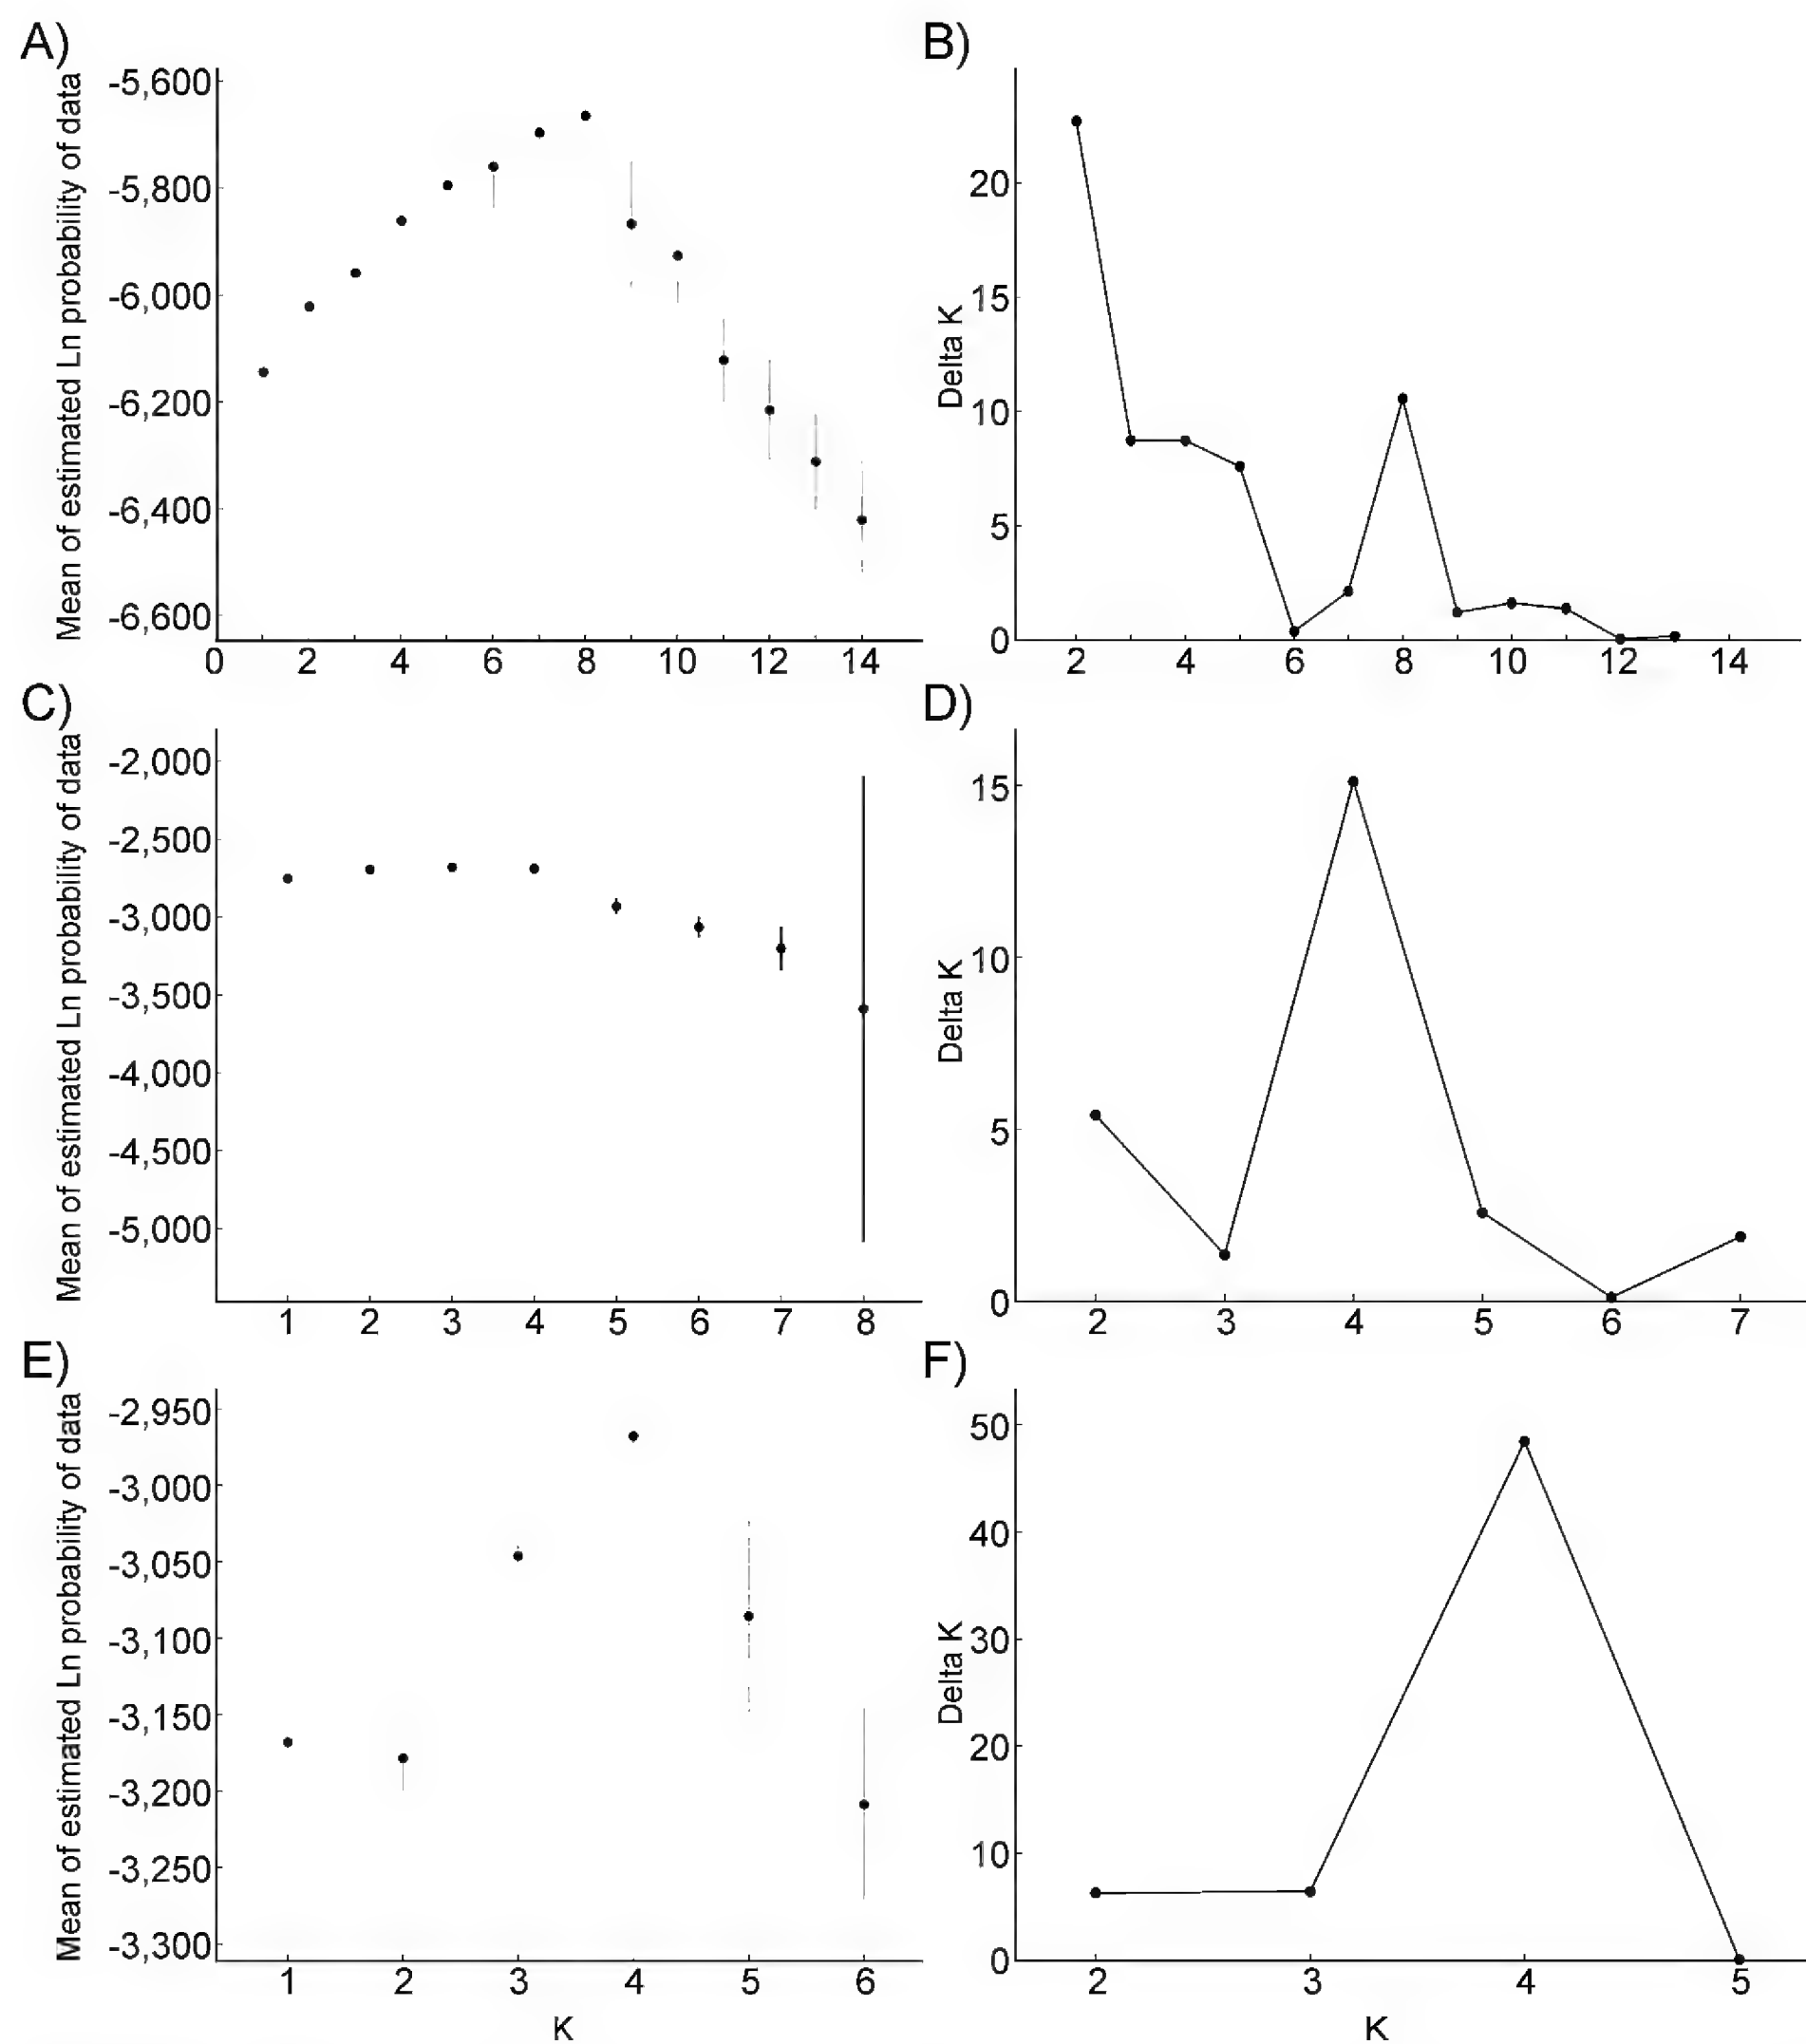 A)
Mean of estimated Ln probability of data
-5,600
-5,800
-6,000
-6,200
-6,400
-6,600
0 2 4 6 8 10 12 14
B)
Delta K
20
15
10
5
0
2 4 6 8 10 12 14
C)
Mean of estimated Ln probability of data
-2,000
-2,500
-3,000
-3,500
-4,000
-4,500
-5,000
1 2 3 4 5 6 7 8
D)
Delta K
15
10
5
0
2 3 4 5 6 7
E)
Mean of estimated Ln probability of data
-2,950
-3,000
-3,050
-3,100
-3,150
-3,200
-3,250
-3,300
1 2 3 4 5 6
K
F)
Delta K
50
40
30
20
10
0
2 3 4 5
K